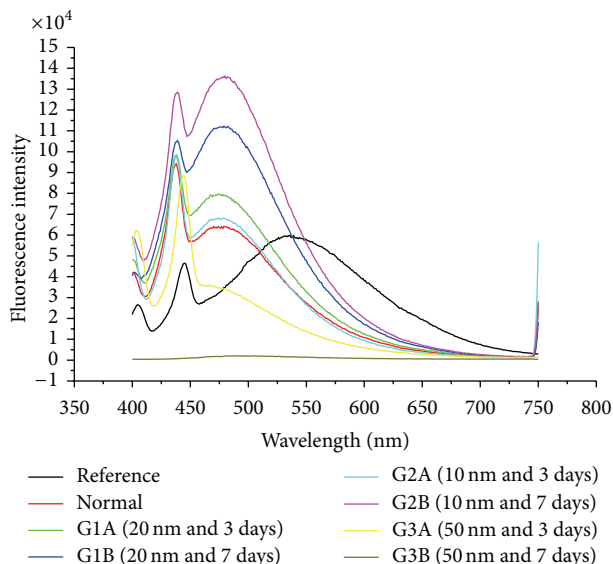 ×10⁴
15
14
13
12
11
10
9
8
7
6
5
4
3
2
1
0
−1
Fluorescence intensity
350 400 450 500 550 600 650 700 750 800
Wavelength (nm)
Reference
Normal
G1A (20 nm and 3 days)
G1B (20 nm and 7 days)
G2A (10 nm and 3 days)
G2B (10 nm and 7 days)
G3A (50 nm and 3 days)
G3B (50 nm and 7 days)